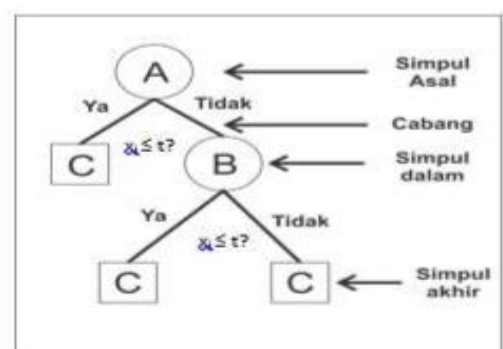 A
Simpul
Asal
Ya
Tidak
Cabang
C
≤ t?
B
Simpul
dalam
Ya
Tidak
≤ t?
C
C
Simpul
akhir